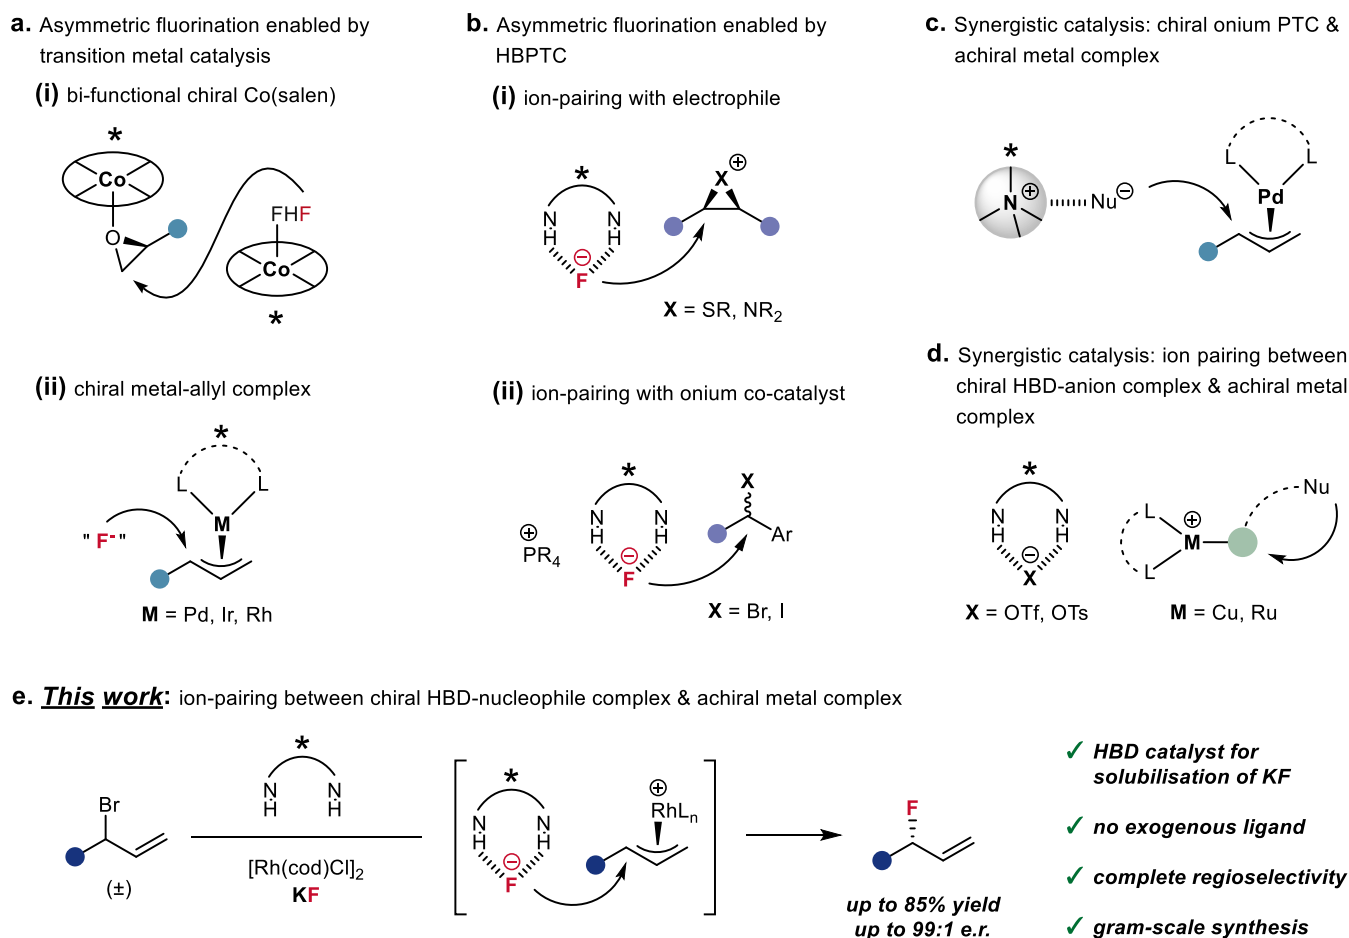 a. Asymmetric fluorination enabled by
transition metal catalysis
(i) bi-functional chiral Co(salen)
*
Co
O
FHF
Co
*
(ii) chiral metal-allyl complex
*
L L
M
" F⁻ "
M = Pd, Ir, Rh
b. Asymmetric fluorination enabled by
HBPTC
(i) ion-pairing with electrophile
*
N N
H H
⊖
F
⊕
X
X = SR, NR₂
(ii) ion-pairing with onium co-catalyst
⊕
PR₄
*
N N
H H
⊖
F
X
Ar
X = Br, I
c. Synergistic catalysis: chiral onium PTC &
achiral metal complex
*
N ⊕
Nu⊖
L L
Pd
d. Synergistic catalysis: ion pairing between
chiral HBD-anion complex & achiral metal
complex
*
N N
H H
⊖
X
X = OTf, OTs
L
⊕
M
L
Nu
M = Cu, Ru
e. This work: ion-pairing between chiral HBD-nucleophile complex & achiral metal complex
Br
(±)
*
N N
H H
[Rh(cod)Cl]₂
KF
*
N N
H H
⊖
F
⊕
RhLₙ
F
up to 85% yield
up to 99:1 e.r.
✓ HBD catalyst for
solubilisation of KF
✓ no exogenous ligand
✓ complete regioselectivity
✓ gram-scale synthesis